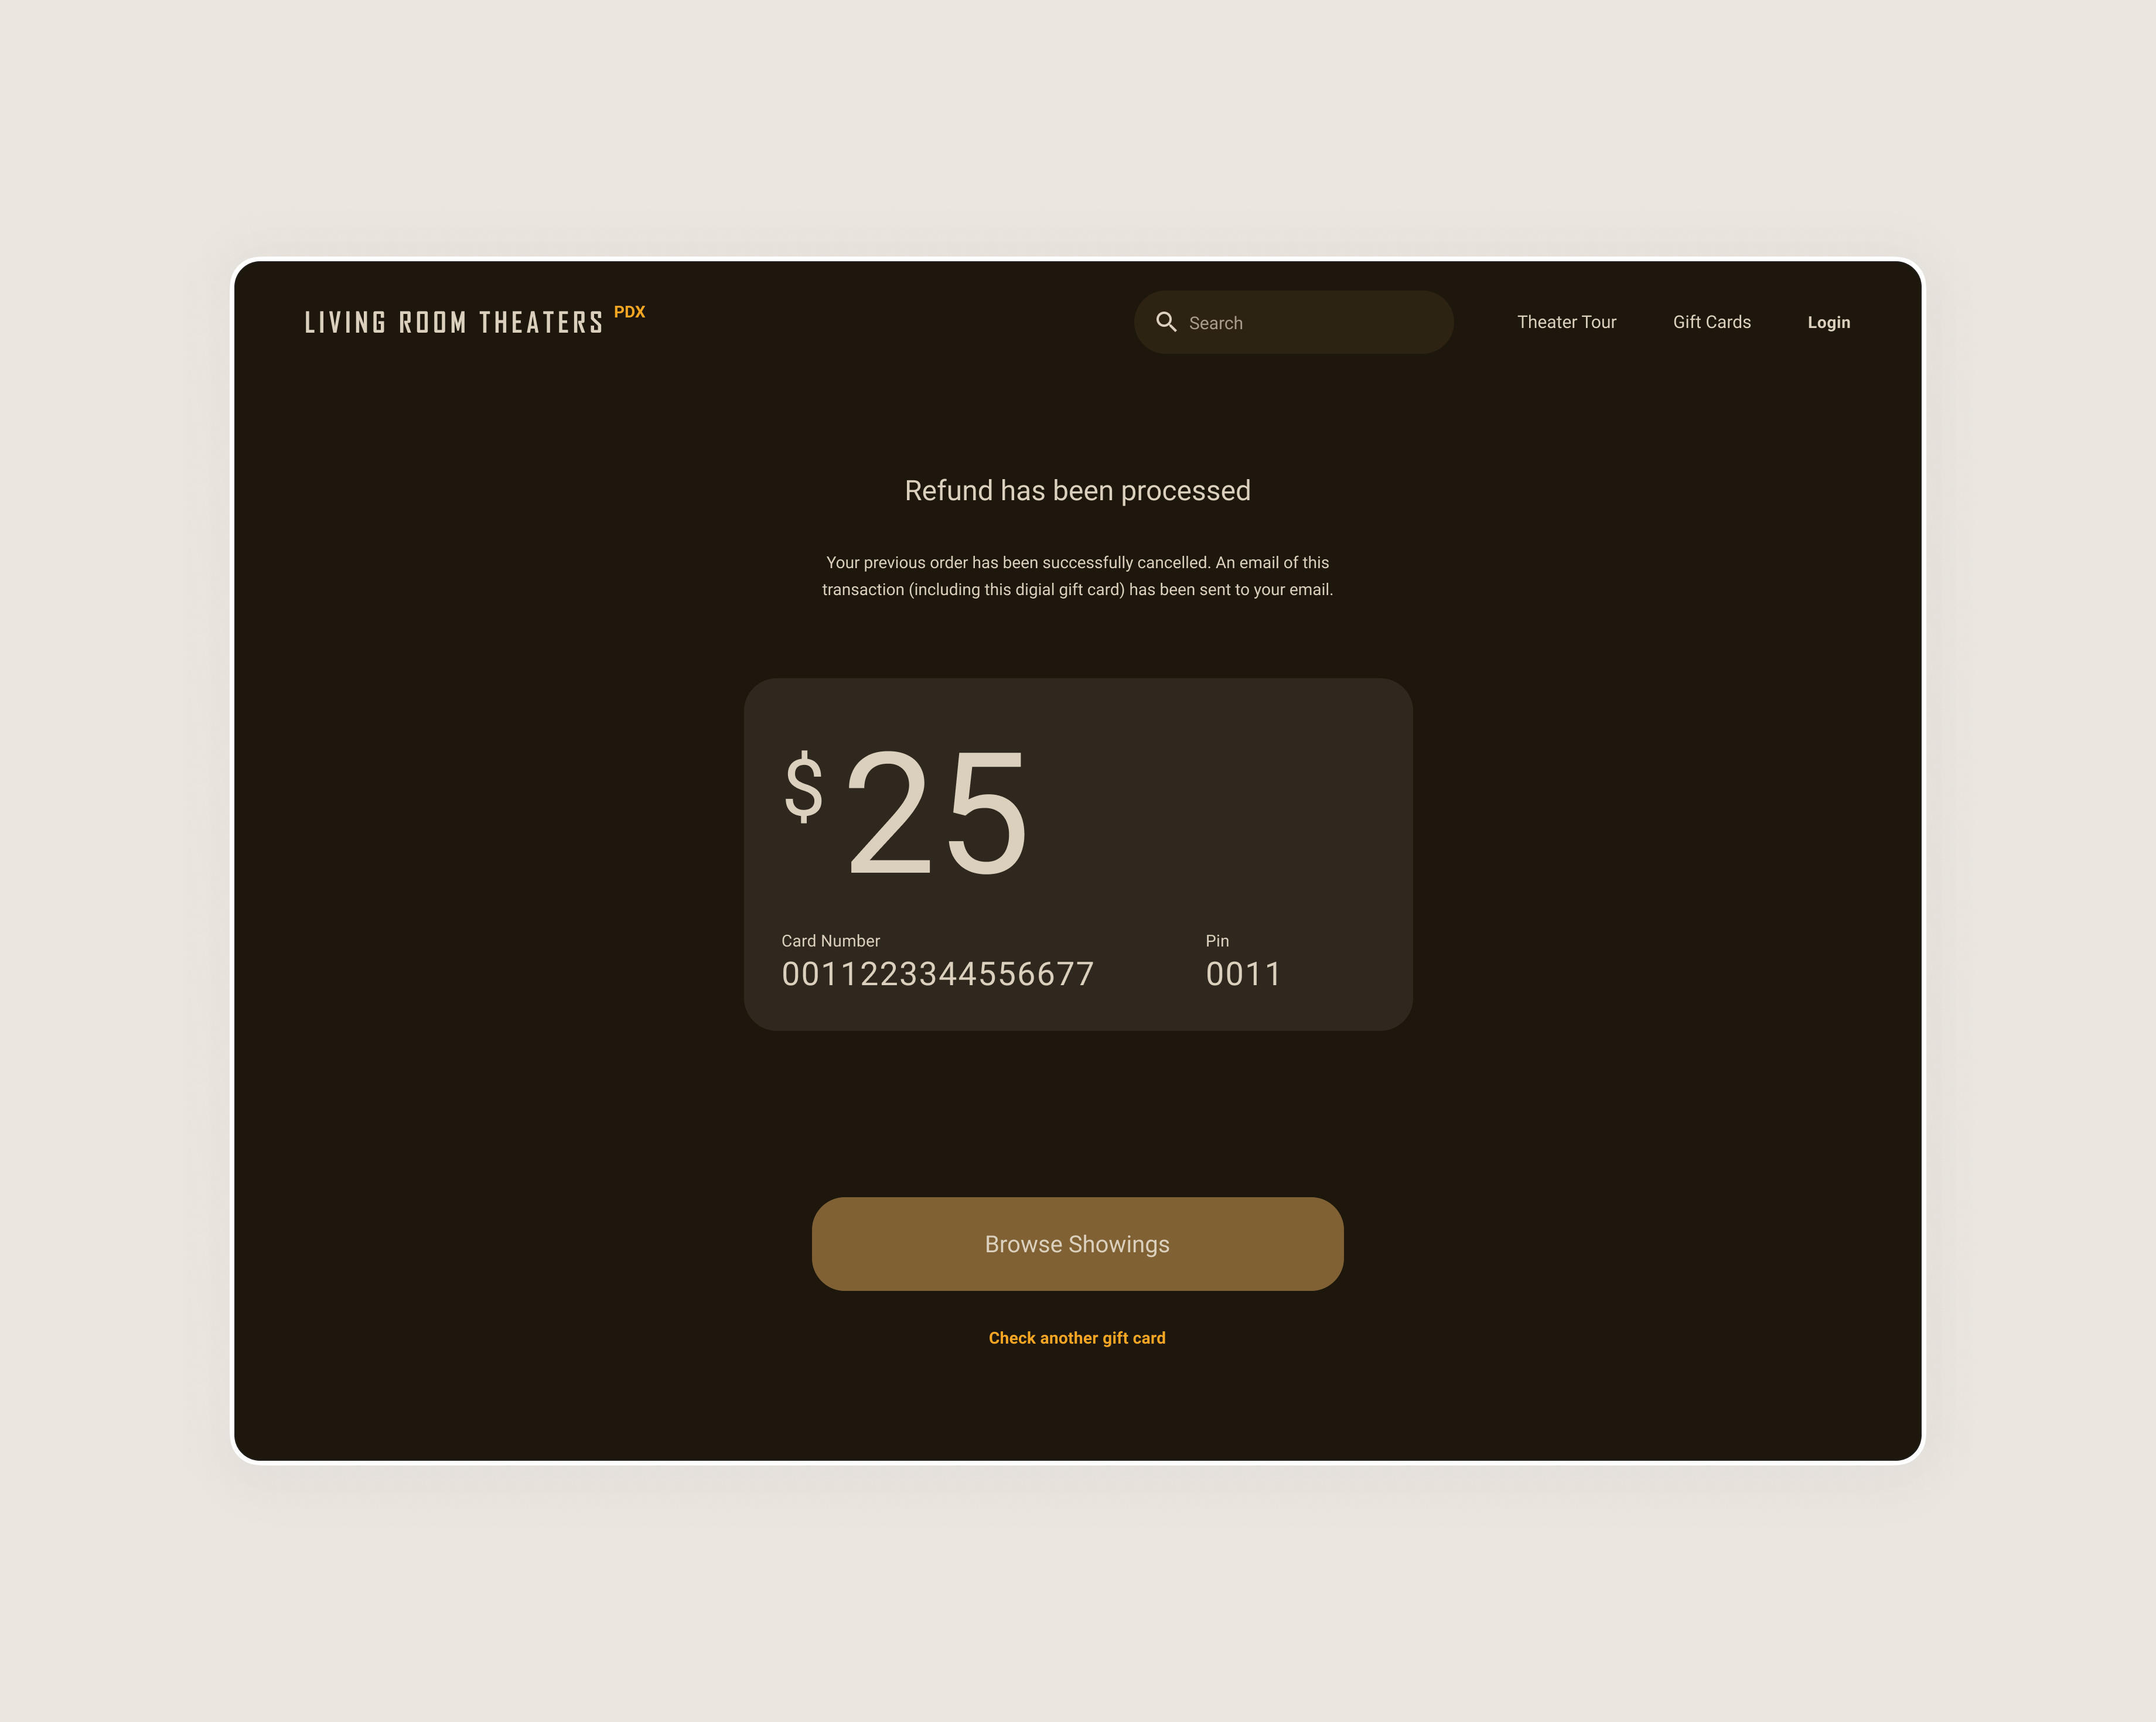 LIVING ROOM THEATERS PDX
Search
Theater Tour
Gift Cards
Login
Refund has been processed
Your previous order has been successfully cancelled. An email of this
transaction (including this digial gift card) has been sent to your email.
$25
Card Number
0011223344556677
Pin
0011
Browse Showings
Check another gift card